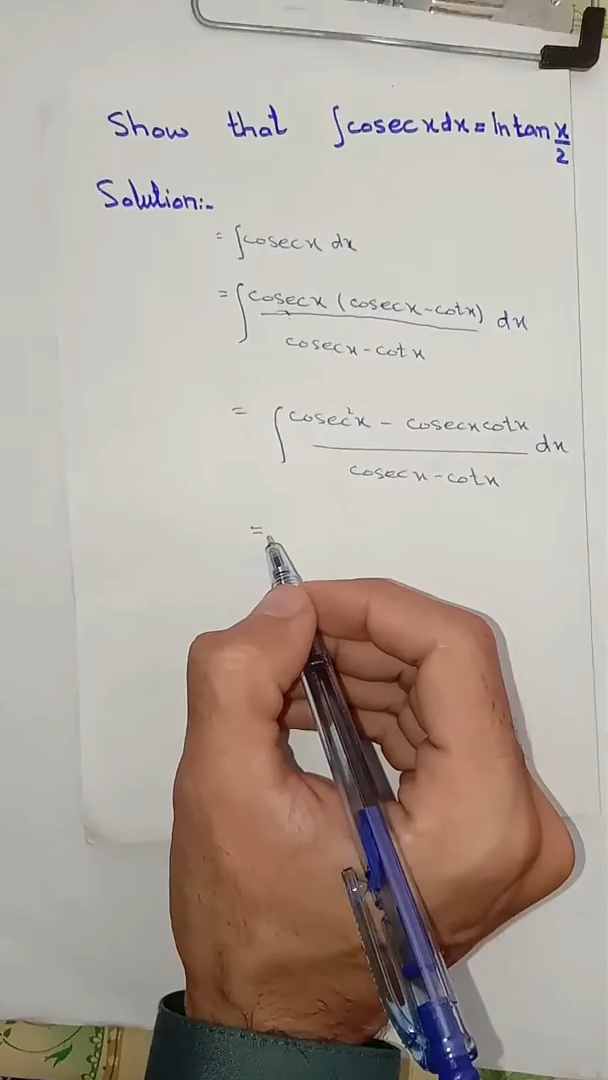 Show that ∫cosec x dx = ln tan x/2
Solution:-
= ∫cosec x dx
= ∫ cosec x (cosec x - cot x) / cosec x - cot x dx
= ∫ cosec²x - cosec x cot x / cosec x - cot x dx
=